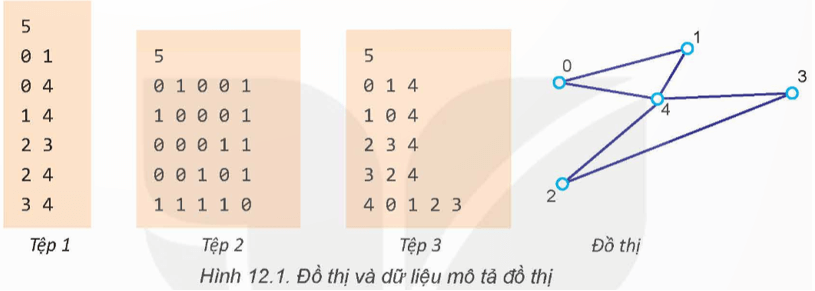 5
0 1
0 4
1 4
2 3
2 4
3 4
Tệp 1
5
0 1 0 0 1
1 0 0 0 1
0 0 0 1 1
0 0 1 0 1
1 1 1 1 0
Tệp 2
5
0 1 4
1 0 4
2 3 4
3 2 4
4 0 1 2 3
Tệp 3
1
0
3
4
2
Đồ thị
Hình 12.1. Đồ thị và dữ liệu mô tả đồ thị